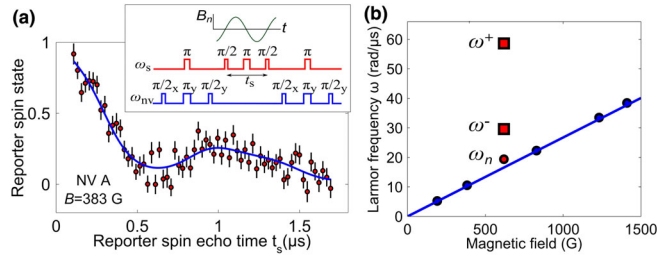 (a)
Reporter spin state
1
0.5
0
B_n
t
π
π/2 π π/2
π
ω_s
t_s
π/2_x π_y π/2_y
π/2_x π_y π/2_y
ω_nv
NV A
B=383 G
0.5 1 1.5
Reporter spin echo time t_s(μs)
(b)
Larmor frequency ω (rad/μs)
60
50
40
30
20
10
0
ω⁺
ω⁻
ω_n
0 500 1000 1500
Magnetic field (G)